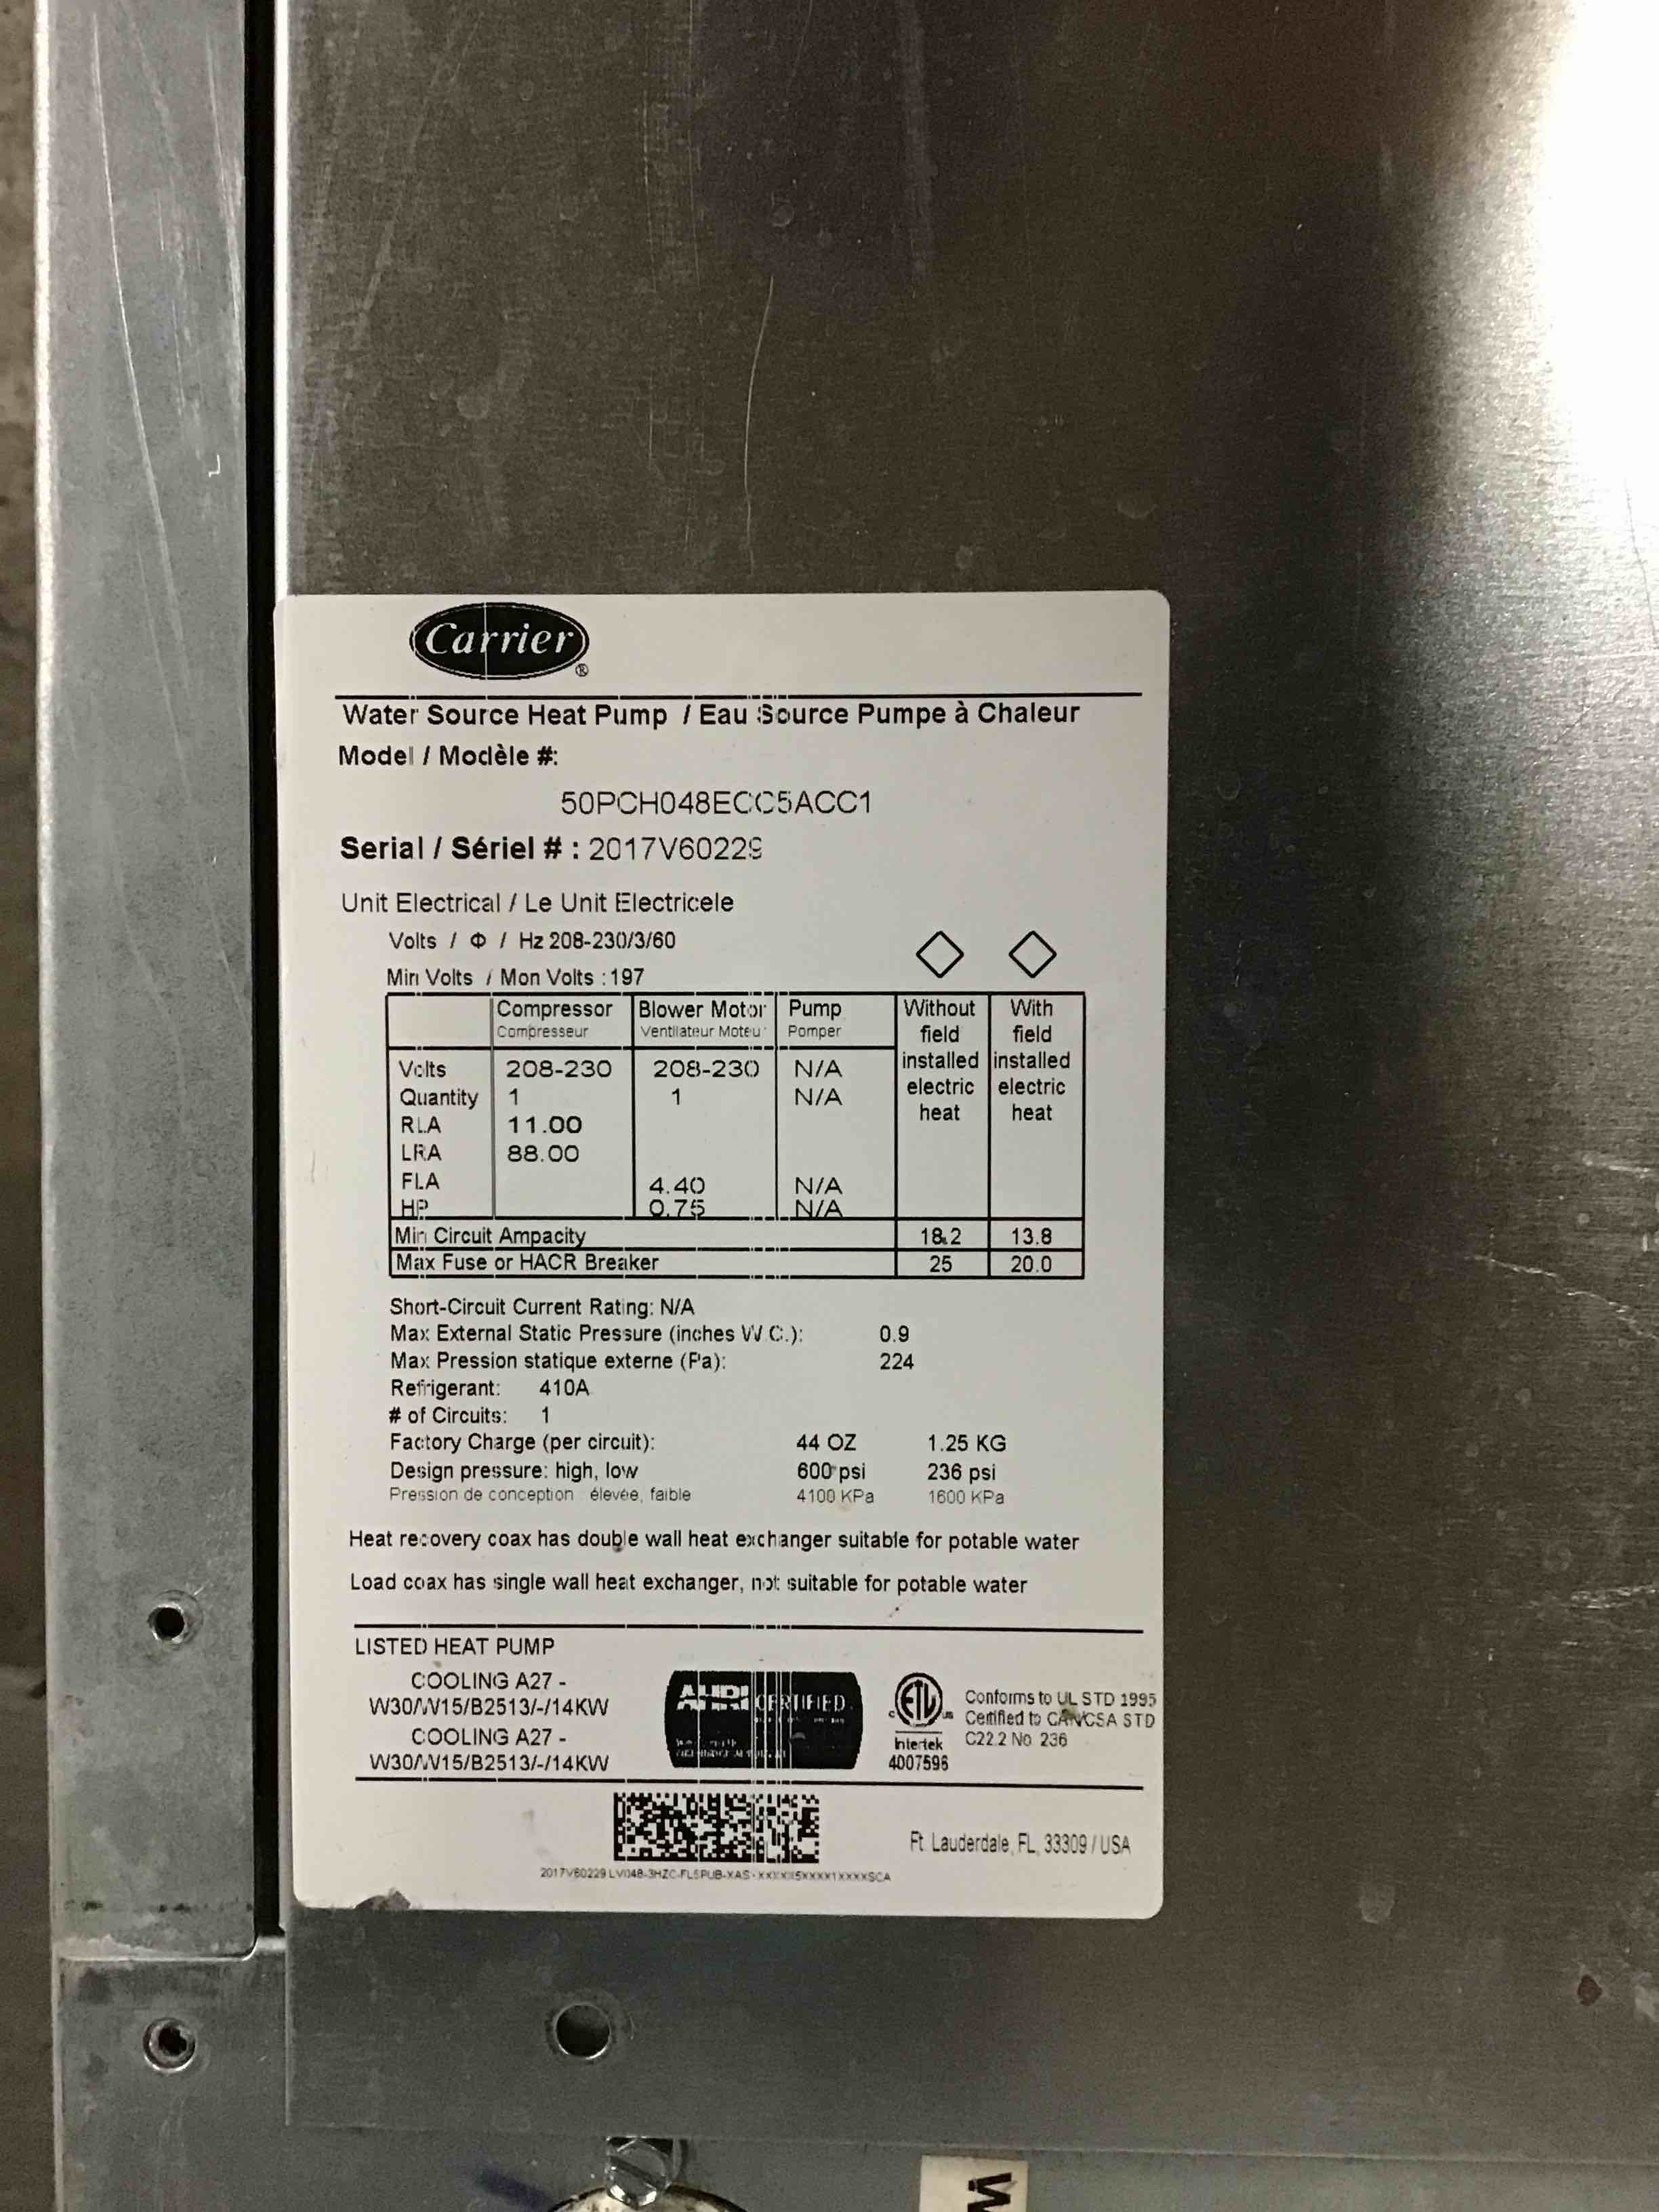 Carrier
®
Water Source Heat Pump / Eau Source Pumpe à Chaleur
Model / Modèle #:
50PCH048ECC5ACC1
Serial / Sériel # : 2017V60229
Unit Electrical / Le Unit Electricele
Volts / Φ / Hz 208-230/3/60
Min Volts / Mon Volts : 197
Compressor Blower Motor Pump Without With
Compresseur Ventilateur Moteur Pomper field field
installed installed
electric electric
heat heat
Volts 208-230 208-230 N/A
Quantity 1 1 N/A
RLA 11.00
LRA 88.00
FLA 4.40 N/A
HP 0.75 N/A
Min Circuit Ampacity 18.2 13.8
Max Fuse or HACR Breaker 25 20.0
Short-Circuit Current Rating: N/A
Max External Static Pressure (inches W.C.): 0.9
Max Pression statique externe (Pa): 224
Refrigerant: 410A
# of Circuits: 1
Factory Charge (per circuit): 44 OZ 1.25 KG
Design pressure: high, low 600 psi 236 psi
Pression de conception élevée, faible 4100 KPa 1600 KPa
Heat recovery coax has double wall heat exchanger suitable for potable water
Load coax has single wall heat exchanger, not suitable for potable water
LISTED HEAT PUMP
COOLING A27 -
W30/W15/B2513/-/14KW
COOLING A27 -
W30/W15/B2513/-/14KW
CERTIFIED
C ETL US
Intertek
4007596
Conforms to UL STD 1995
Certified to CAN/CSA STD
C22.2 No 236
Ft. Lauderdale, FL, 33309 / USA
W